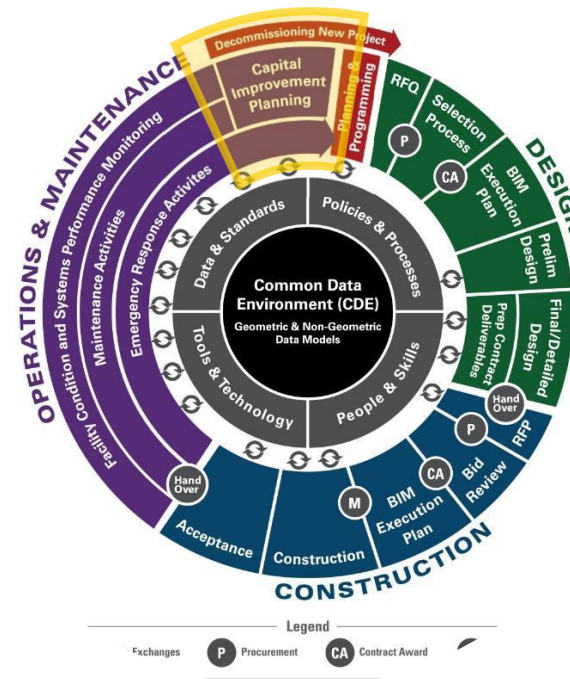 Decommissioning New Project
Capital
Improvement
Planning
Planning &
Programming
RFQ
P
Selection
Process
CA
BIM
Execution
Plan
DESIGN
Prelim
Design
Final/Detailed
Design
Prep Contract
Deliverables
Hand
Over
RFP
P
Bid
Review
CA
BIM
Execution
Plan
M
Construction
Acceptance
CONSTRUCTION
Hand
Over
OPERATIONS & MAINTENANCE
Facility Condition and Systems Performance Monitoring
Maintenance Activities
Emergency Response Activites
Data & Standards
Policies & Processes
Tools & Technology
People & Skills
Common Data
Environment (CDE)
Geometric & Non-Geometric
Data Models
Legend
Exchanges
P Procurement
CA Contract Award